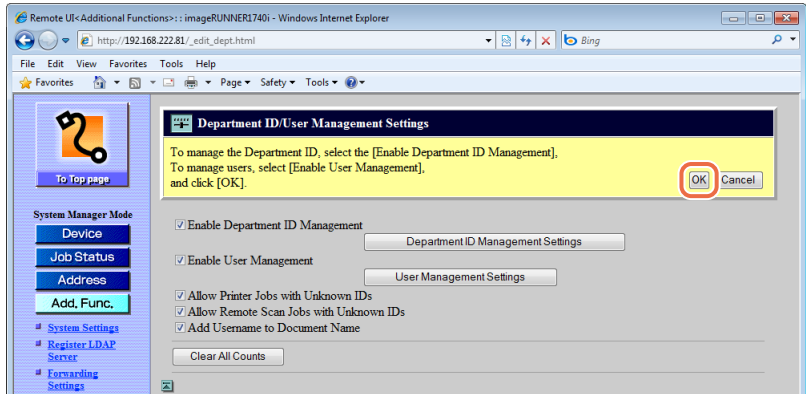 Remote UI<Additional Functions>: : imageRUNNER1740i - Windows Internet Explorer
http://192.168.222.81/_edit_dept.html
Bing
File Edit View Favorites Tools Help
Favorites Page Safety Tools
Department ID/User Management Settings
To manage the Department ID, select the [Enable Department ID Management],
To manage users, select [Enable User Management],
and click [OK].
OK Cancel
To Top page
System Manager Mode
Device
Job Status
Address
Add. Func.
System Settings
Register LDAP
Server
Forwarding
Settings
Enable Department ID Management
Department ID Management Settings
Enable User Management
User Management Settings
Allow Printer Jobs with Unknown IDs
Allow Remote Scan Jobs with Unknown IDs
Add Username to Document Name
Clear All Counts